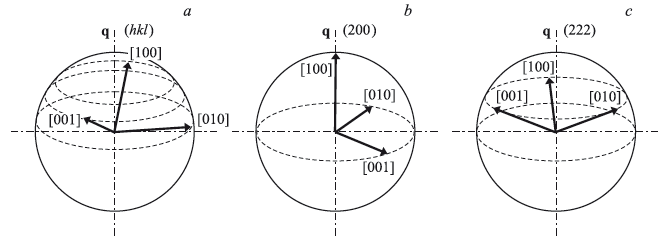 a
q (hkl)
[100]
[001]
[010]
b
q (200)
[100]
[010]
[001]
c
q (222)
[100]
[001]
[010]